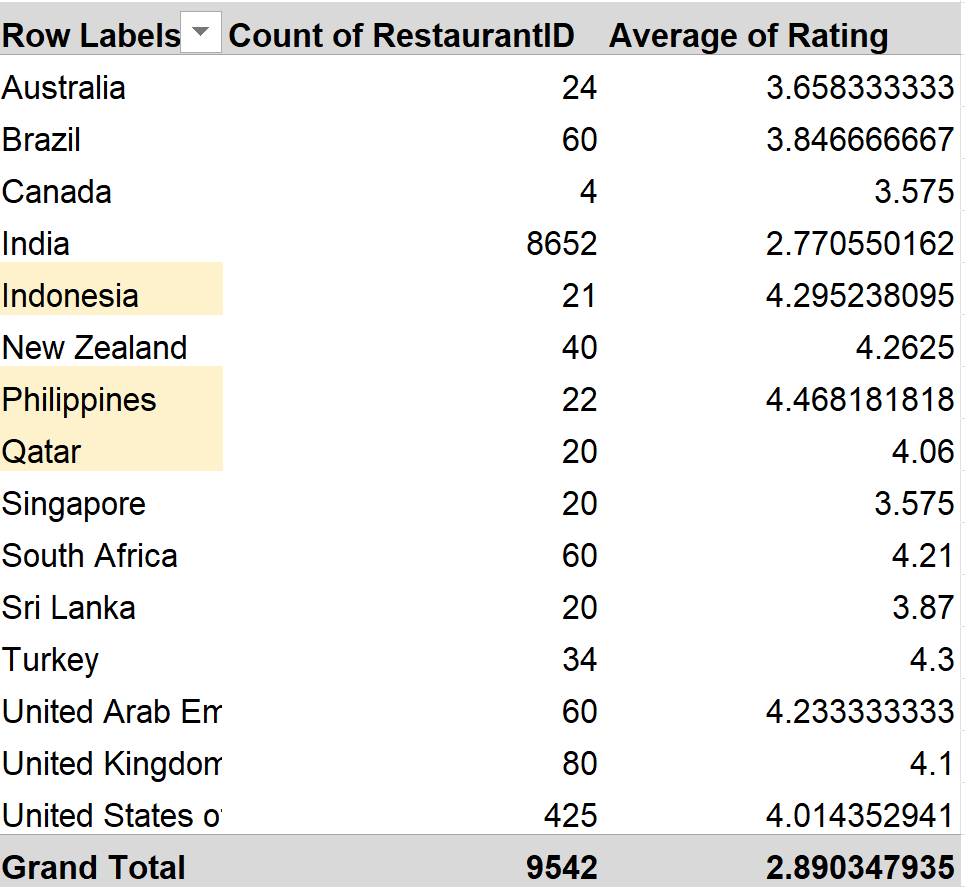 Row Labels Count of RestaurantID Average of Rating
Australia 24 3.658333333
Brazil 60 3.846666667
Canada 4 3.575
India 8652 2.770550162
Indonesia 21 4.295238095
New Zealand 40 4.2625
Philippines 22 4.468181818
Qatar 20 4.06
Singapore 20 3.575
South Africa 60 4.21
Sri Lanka 20 3.87
Turkey 34 4.3
United Arab Em 60 4.233333333
United Kingdom 80 4.1
United States of 425 4.014352941
Grand Total 9542 2.890347935